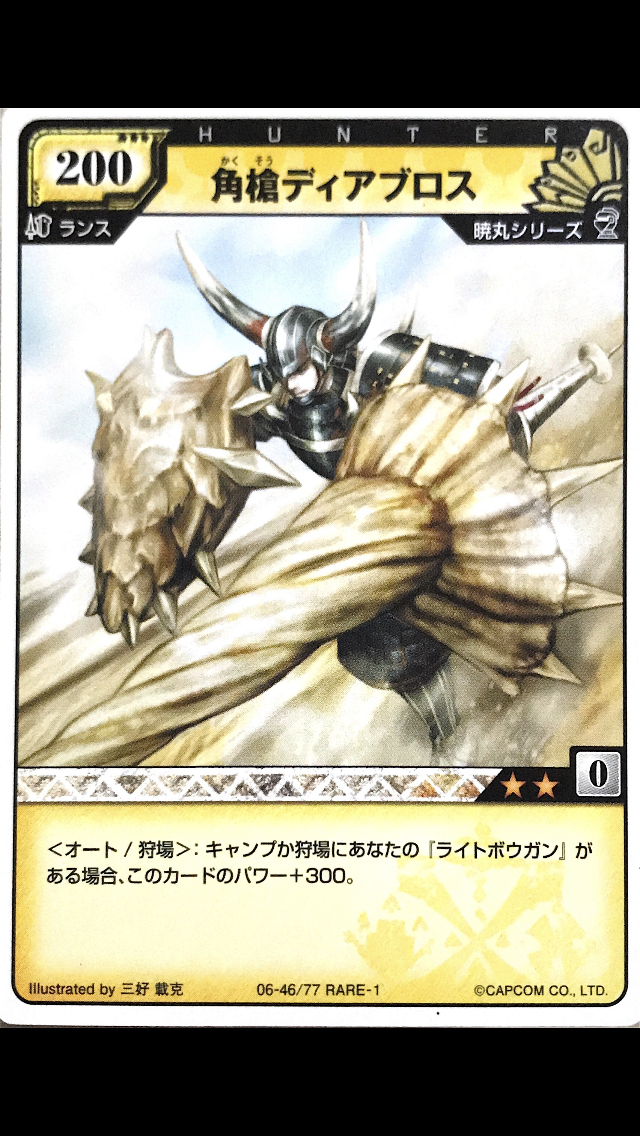 HUNTER
200
かく そう
角槍ディアブロス
ランス
暁丸シリーズ
0
<オート / 狩場>：キャンプか狩場にあなたの『ライトボウガン』が
ある場合、このカードのパワー＋300。
Illustrated by 三好 載克
06-46/77 RARE-1
©CAPCOM CO., LTD.